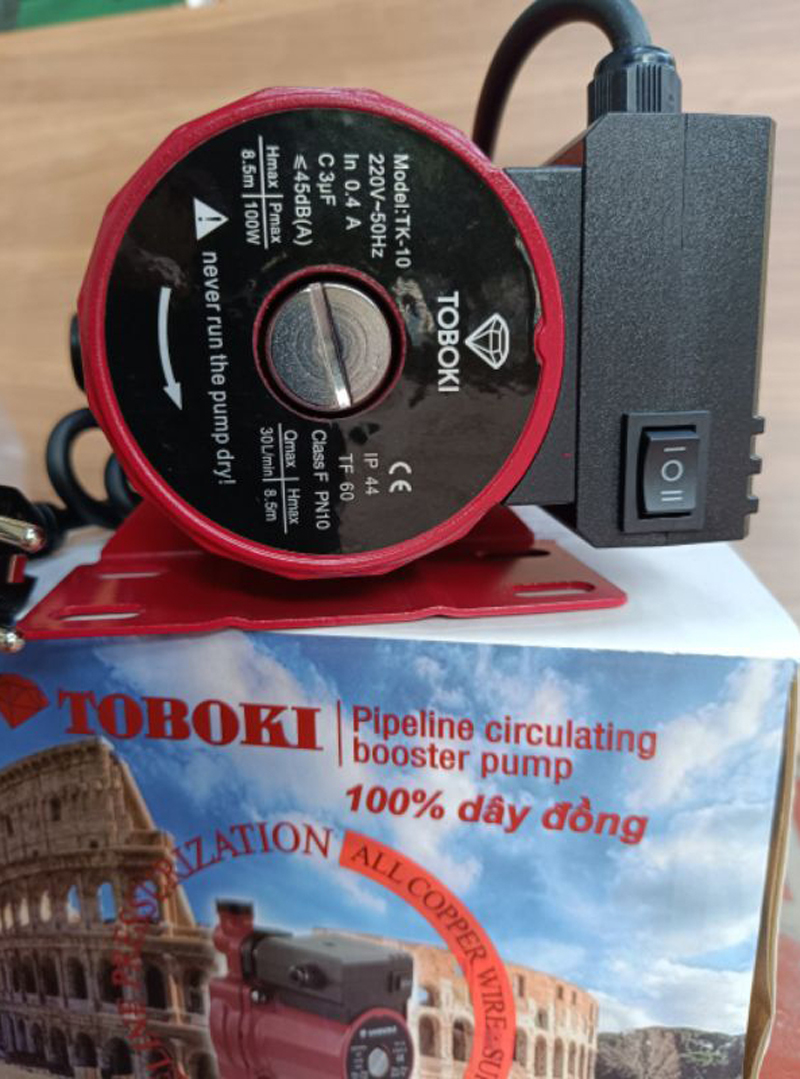 TOBOKI
Model:TK-10
220V~50Hz
In 0.4 A
C 3µF
≤45dB(A)
Hmax | Pmax
8.5m | 100W
CE
IP 44
TF 60
Class F PN10
Qmax | Hmax
30L/min | 8.5m
never run the pump dry!
I O II
TOBOKI
Pipeline circulating
booster pump
100% dây đồng
ALL COPPER WIRE
TOBOKI